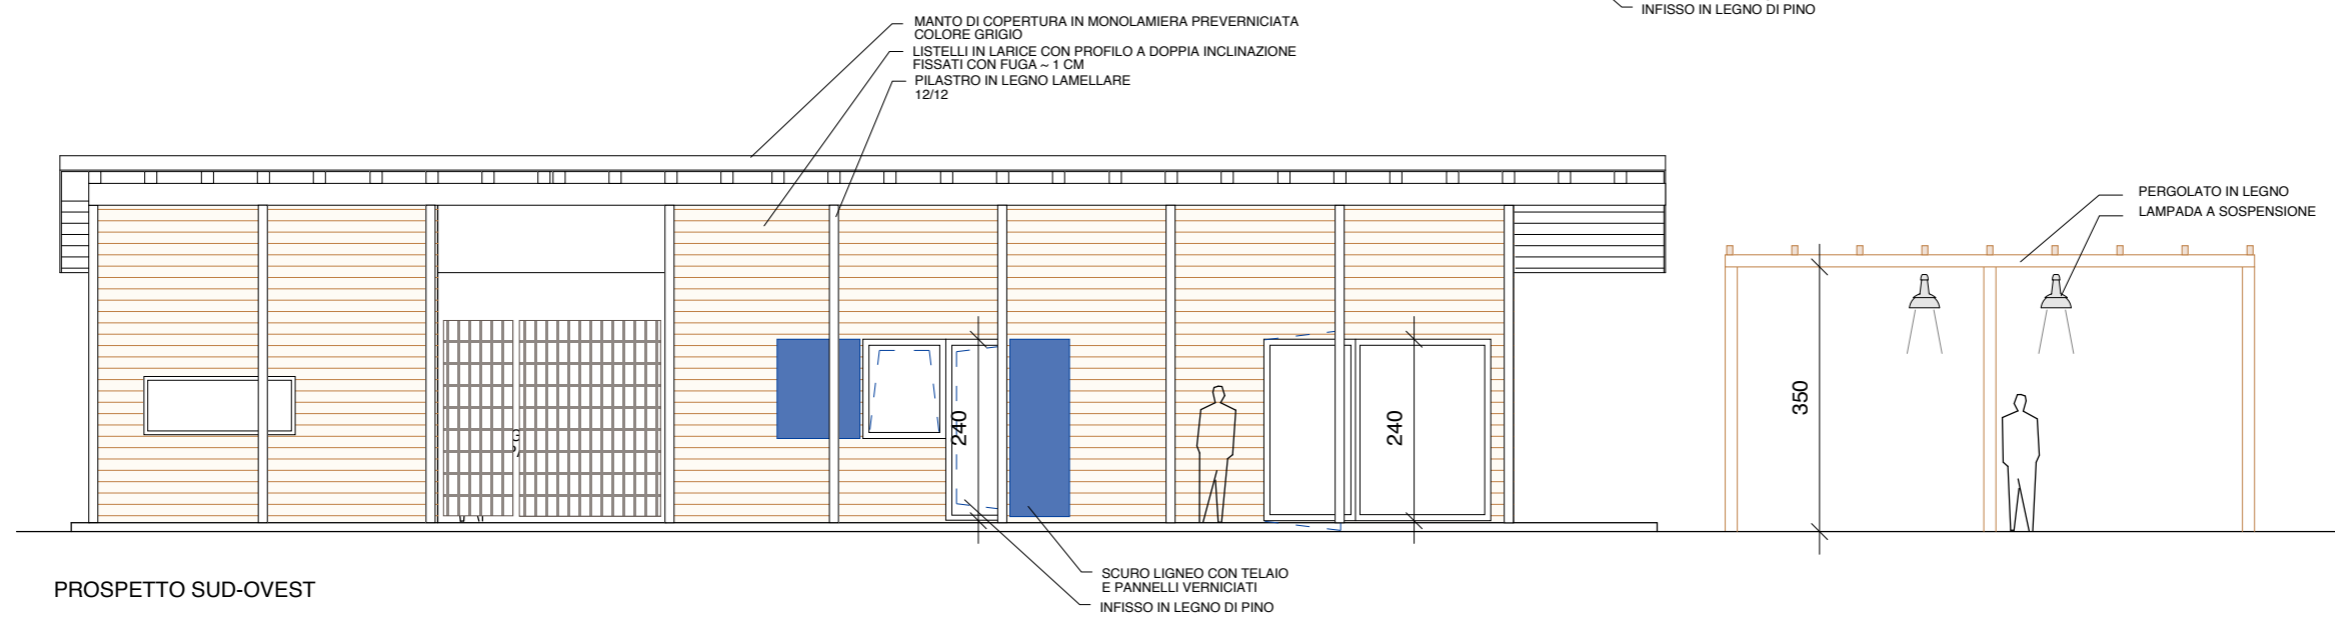 INFISSO IN LEGNO DI PINO
MANTO DI COPERTURA IN MONOLAMIERA PREVERNICIATA
COLORE GRIGIO
LISTELLI IN LARICE CON PROFILO A DOPPIA INCLINAZIONE
FISSATI CON FUGA ~ 1 CM
PILASTRO IN LEGNO LAMELLARE
12/12
PERGOLATO IN LEGNO
LAMPADA A SOSPENSIONE
240
240
350
SCURO LIGNEO CON TELAIO
E PANNELLI VERNICIATI
INFISSO IN LEGNO DI PINO
PROSPETTO SUD-OVEST